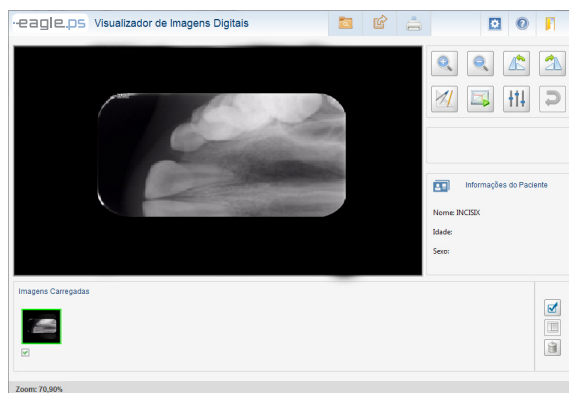 eagle.ps Visualizador de Imagens Digitais
Informações do Paciente
Nome: INCISIX
Idade:
Sexo:
Imagens Carregadas
Zoom: 70,90%